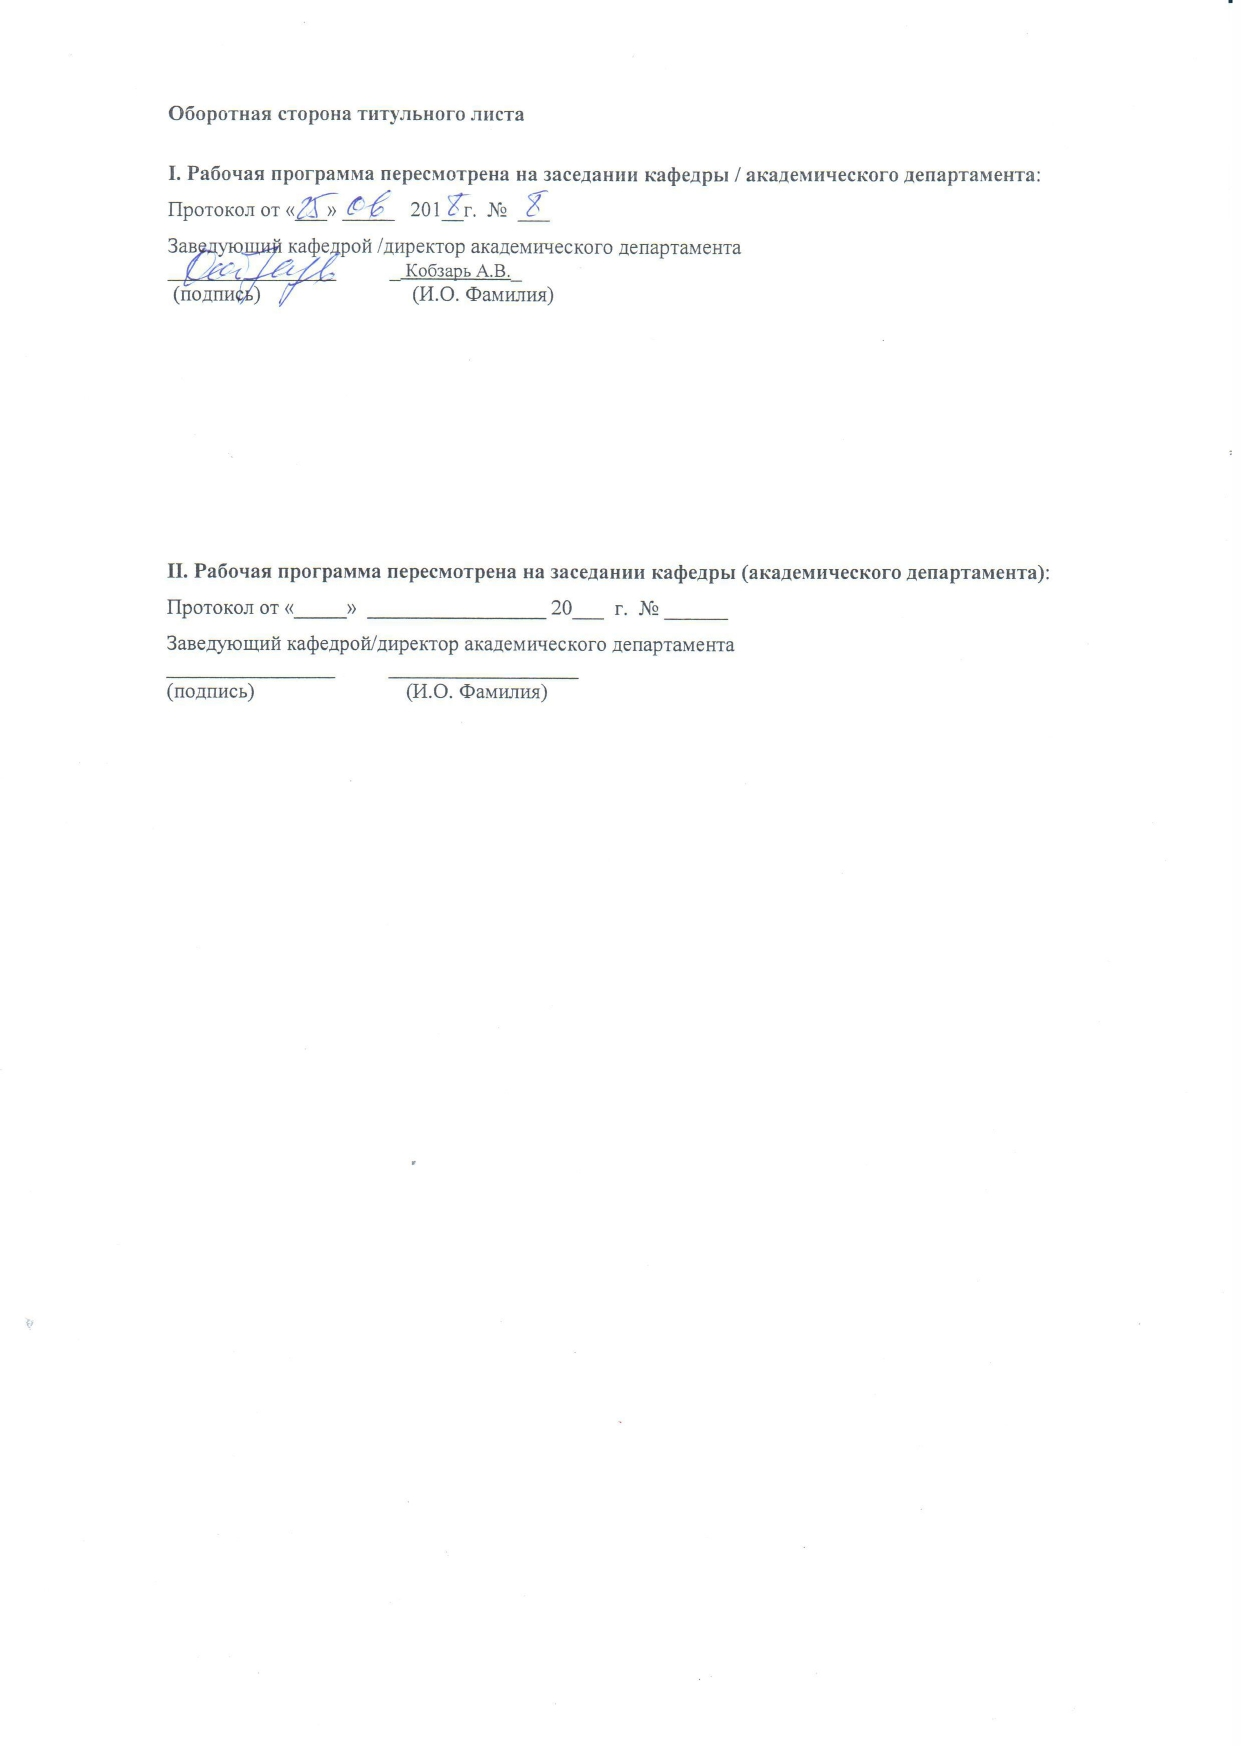 Оборотная сторона титульного листа
I. Рабочая программа пересмотрена на заседании кафедры / академического департамента:
Протокол от «25» 06 2018г. № 8
Заведующий кафедрой /директор академического департамента
_Кобзарь А.В._
(подпись) (И.О. Фамилия)
II. Рабочая программа пересмотрена на заседании кафедры (академического департамента):
Протокол от «_____» _________________ 20___ г. № ______
Заведующий кафедрой/директор академического департамента
________________ __________________
(подпись) (И.О. Фамилия)